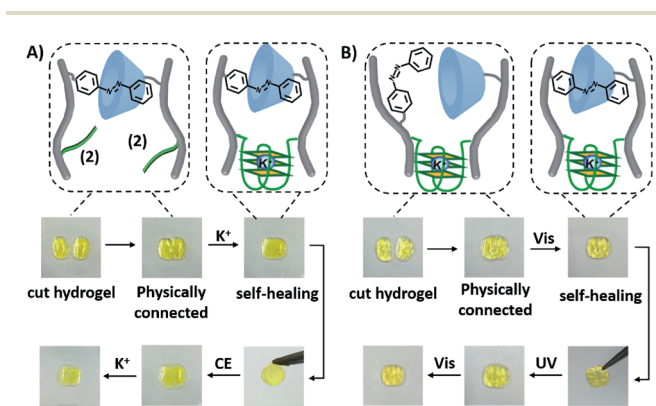 A)
B)
N=N
N=N
N=N
N=N
(2)
(2)
K⁺
K⁺
K⁺
K⁺
Vis
cut hydrogel
Physically
connected
self-healing
cut hydrogel
Physically
connected
self-healing
K⁺
CE
Vis
UV